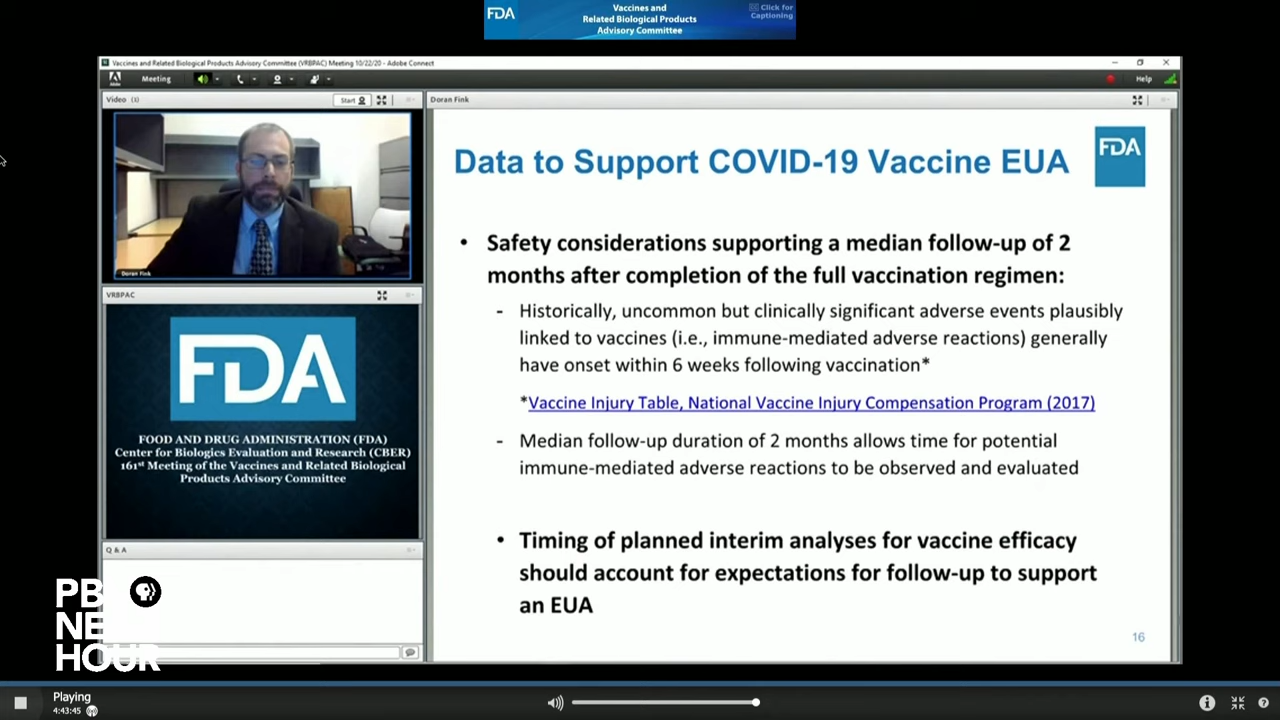 FDA
Vaccines and
Related Biological Products
Advisory Committee
CC Click for
Captioning
Vaccines and Related Biological Products Advisory Committee (VRBPAC) Meeting 10/22/20 - Adobe Connect
Meeting
Help
Video (1)
Start
Doran Fink
Doran Fink
VRBPAC
FDA
FOOD AND DRUG ADMINISTRATION (FDA)
Center for Biologics Evaluation and Research (CBER)
161st Meeting of the Vaccines and Related Biological
Products Advisory Committee
Q & A
Data to Support COVID-19 Vaccine EUA
FDA
• Safety considerations supporting a median follow-up of 2
months after completion of the full vaccination regimen:
- Historically, uncommon but clinically significant adverse events plausibly
linked to vaccines (i.e., immune-mediated adverse reactions) generally
have onset within 6 weeks following vaccination*
*Vaccine Injury Table, National Vaccine Injury Compensation Program (2017)
- Median follow-up duration of 2 months allows time for potential
immune-mediated adverse reactions to be observed and evaluated
• Timing of planned interim analyses for vaccine efficacy
should account for expectations for follow-up to support
an EUA
16
PBS
NEWS
HOUR
Playing
4:43:45